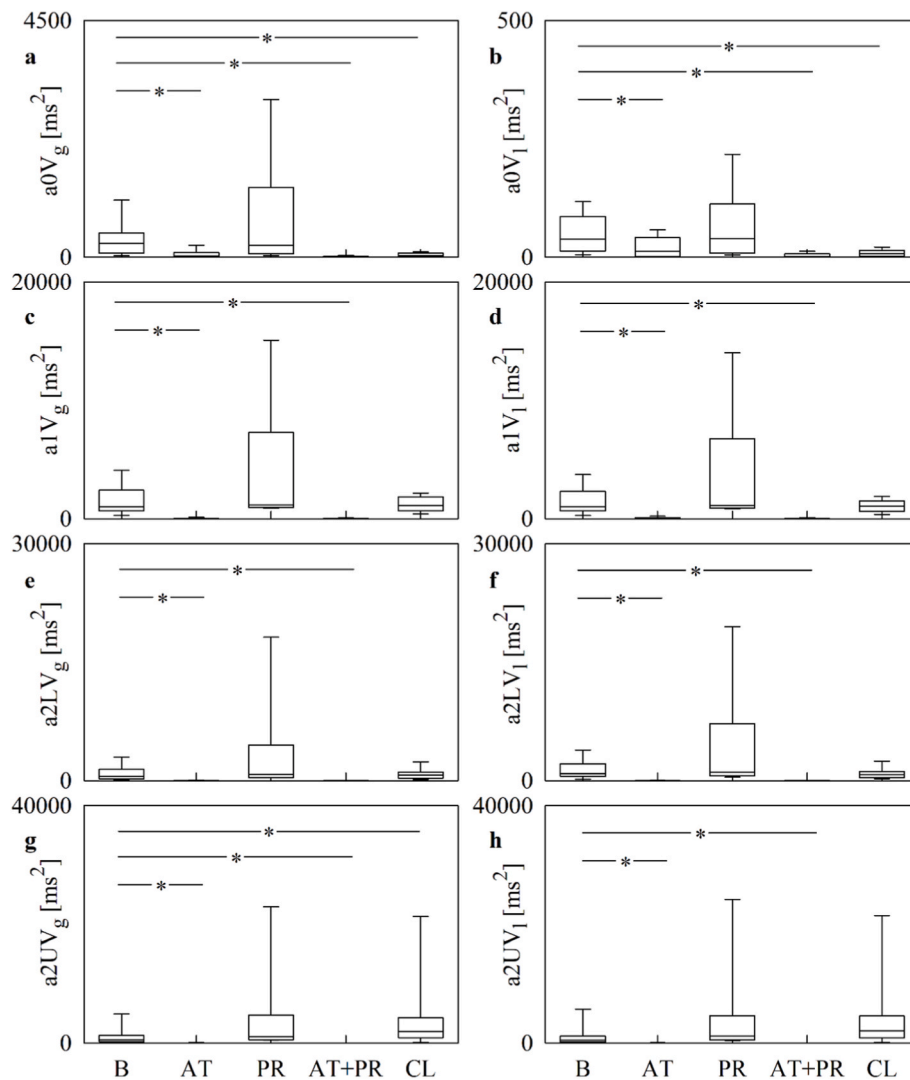 4500
a
*
*
*
a0V_g [ms^2]
0
500
b
*
*
*
a0V_l [ms^2]
0
20000
c
*
*
a1V_g [ms^2]
0
20000
d
*
*
a1V_l [ms^2]
0
30000
e
*
*
a2LV_g [ms^2]
0
30000
f
*
*
a2LV_l [ms^2]
0
40000
g
*
*
*
a2UV_g [ms^2]
0
B AT PR AT+PR CL
40000
h
*
*
a2UV_l [ms^2]
0
B AT PR AT+PR CL